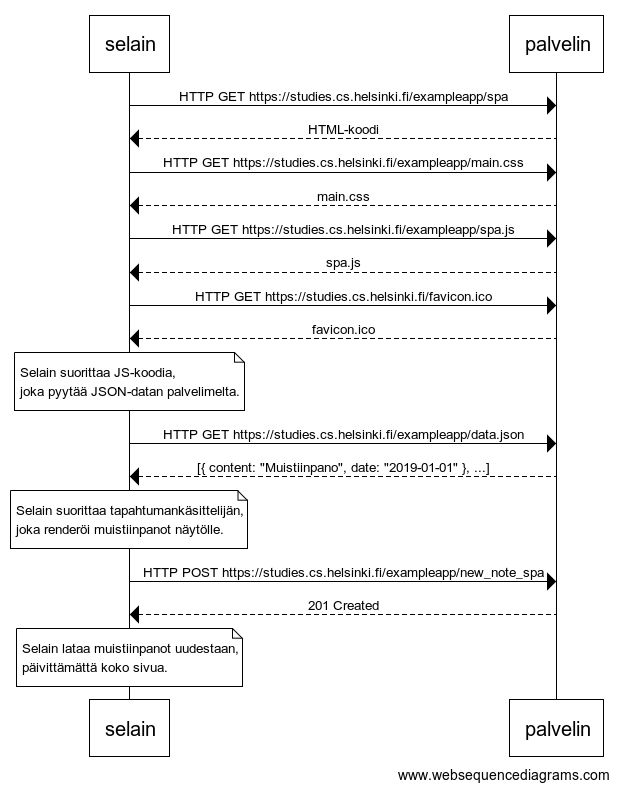 selain
palvelin
HTTP GET https://studies.cs.helsinki.fi/exampleapp/spa
HTML-koodi
HTTP GET https://studies.cs.helsinki.fi/exampleapp/main.css
main.css
HTTP GET https://studies.cs.helsinki.fi/exampleapp/spa.js
spa.js
HTTP GET https://studies.cs.helsinki.fi/favicon.ico
favicon.ico
Selain suorittaa JS-koodia,
joka pyytää JSON-datan palvelimelta.
HTTP GET https://studies.cs.helsinki.fi/exampleapp/data.json
[{ content: "Muistiinpano", date: "2019-01-01" }, ...]
Selain suorittaa tapahtumankäsittelijän,
joka renderöi muistiinpanot näytölle.
HTTP POST https://studies.cs.helsinki.fi/exampleapp/new_note_spa
201 Created
Selain lataa muistiinpanot uudestaan,
päivittämättä koko sivua.
selain
palvelin
www.websequencediagrams.com